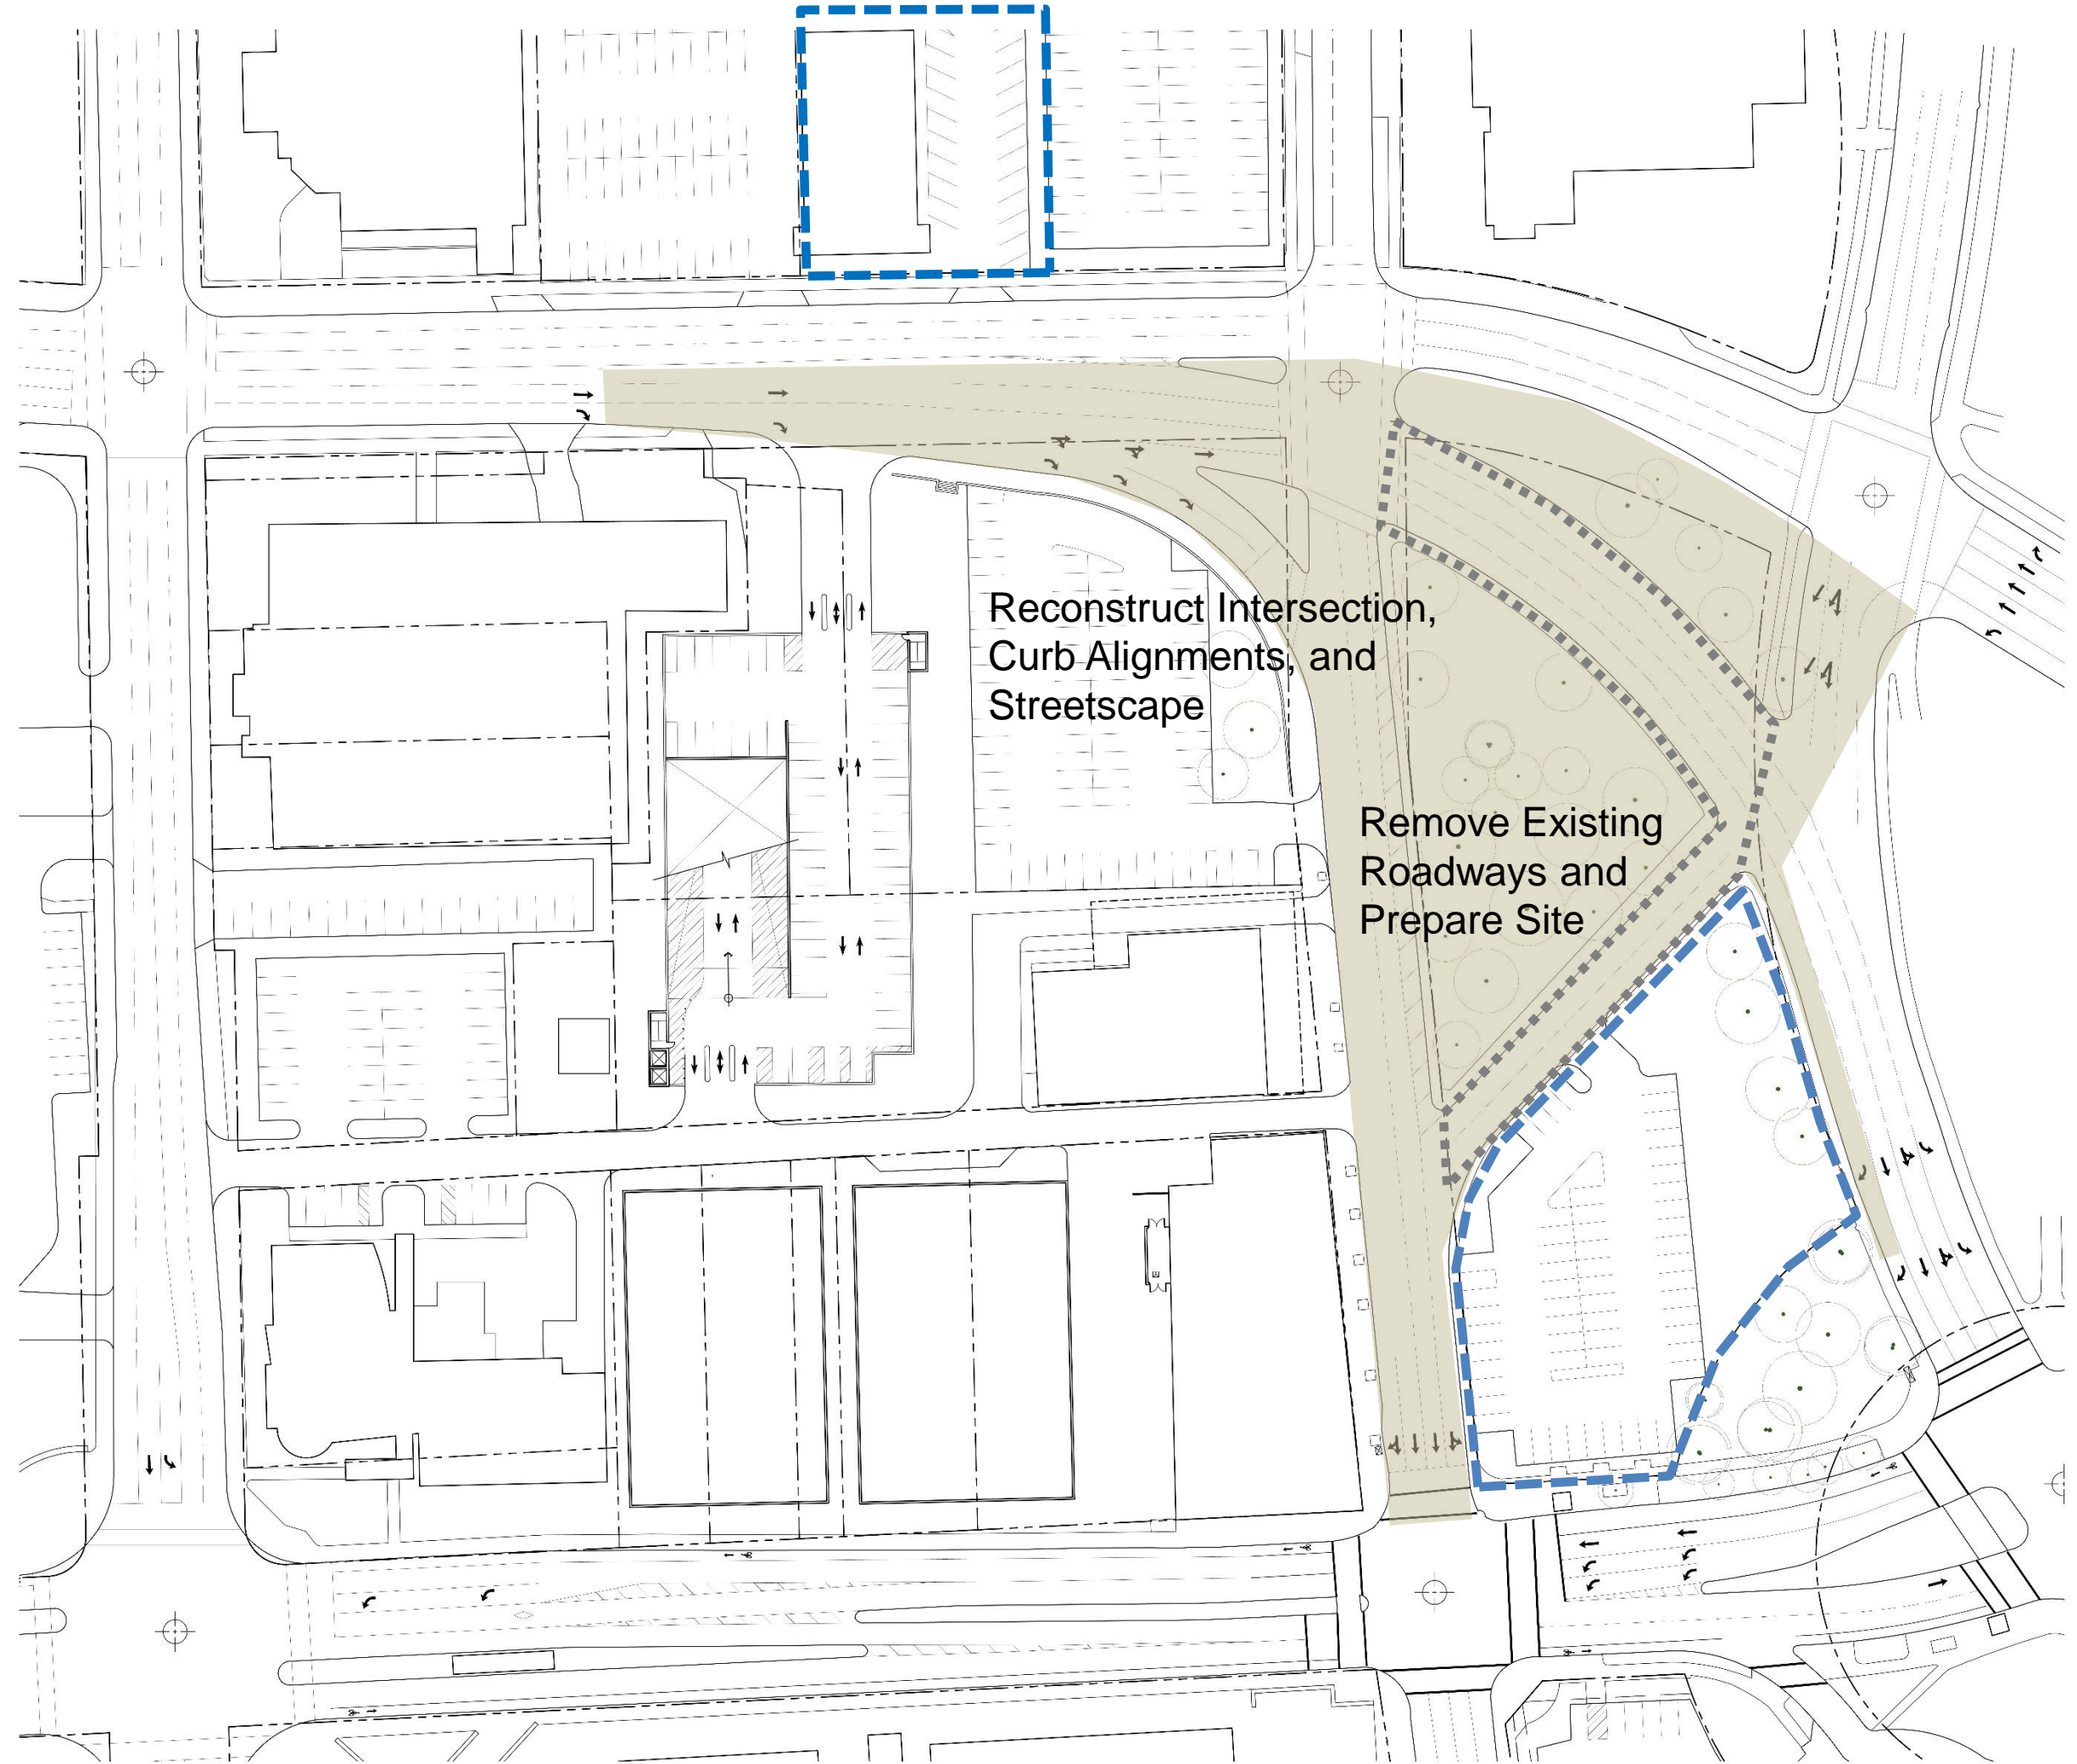 Reconstruct Intersection,
Curb Alignments, and
Streetscape
Remove Existing
Roadways and
Prepare Site